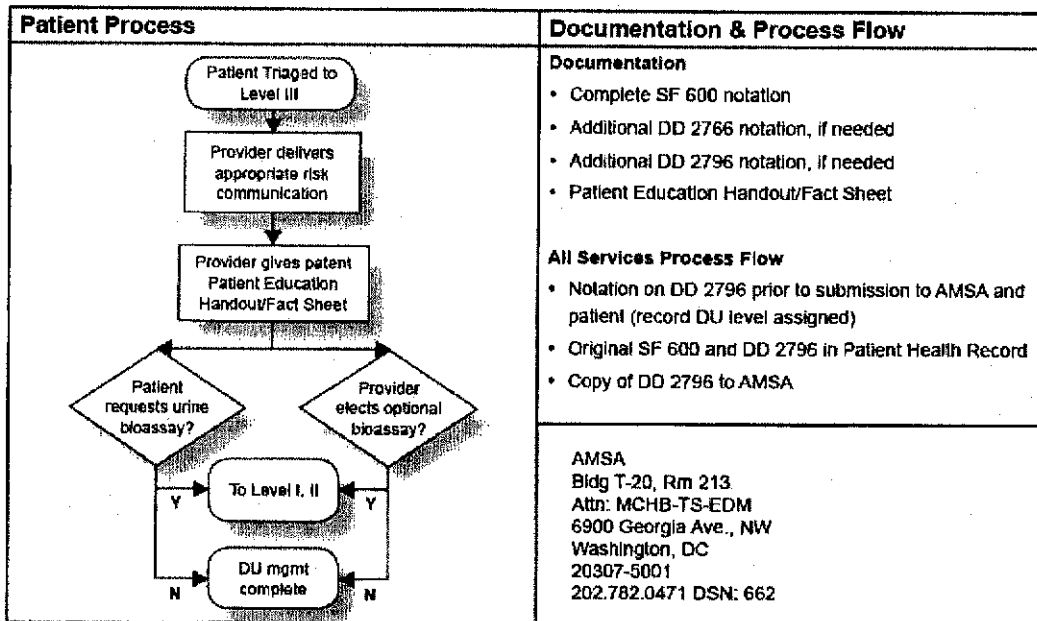 Patient Process
Patient Triaged to
Level III
Provider delivers
appropriate risk
communication
Provider gives patent
Patient Education
Handout/Fact Sheet
Patient
requests urine
bioassay?
Provider
elects optional
bioassay?
Y
To Level I, II
Y
N
DU mgmt
complete
N
Documentation & Process Flow
Documentation
• Complete SF 600 notation
• Additional DD 2766 notation, if needed
• Additional DD 2796 notation, if needed
• Patient Education Handout/Fact Sheet
All Services Process Flow
• Notation on DD 2796 prior to submission to AMSA and
patient (record DU level assigned)
• Original SF 600 and DD 2796 in Patient Health Record
• Copy of DD 2796 to AMSA
AMSA
Bldg T-20, Rm 213
Attn: MCHB-TS-EDM
6900 Georgia Ave., NW
Washington, DC
20307-5001
202.782.0471 DSN: 662